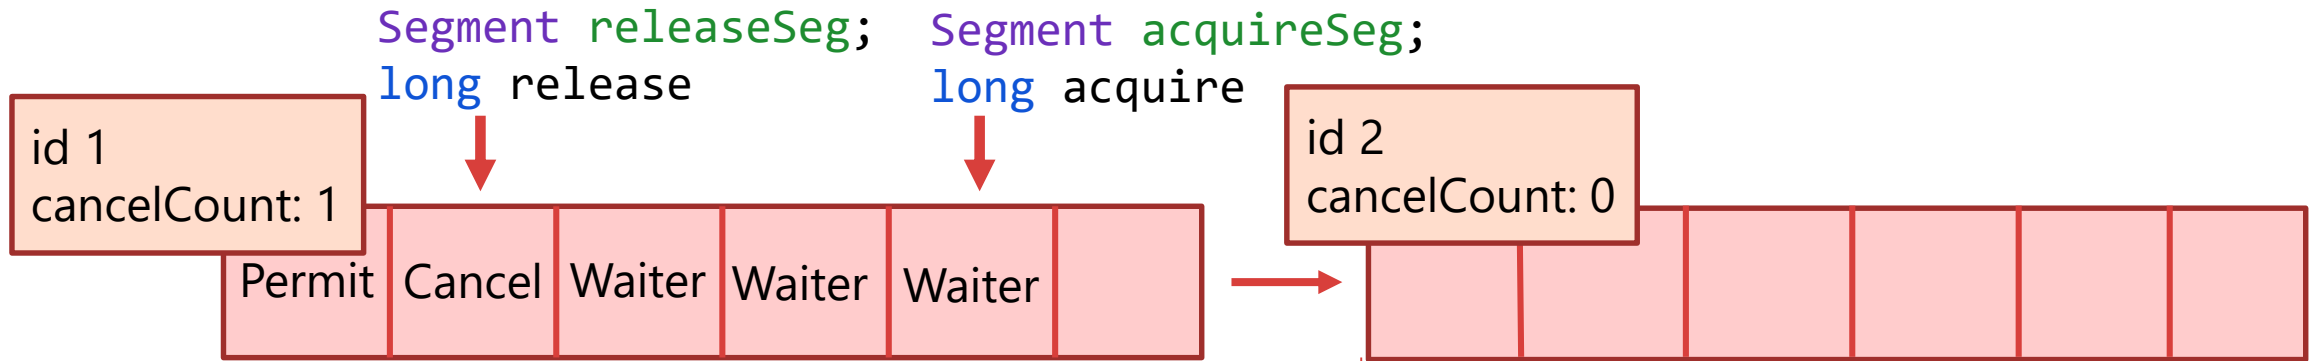 Segment releaseSeg;
long release
Segment acquireSeg;
long acquire
id 1
cancelCount: 1
id 2
cancelCount: 0
Permit
Cancel
Waiter
Waiter
Waiter